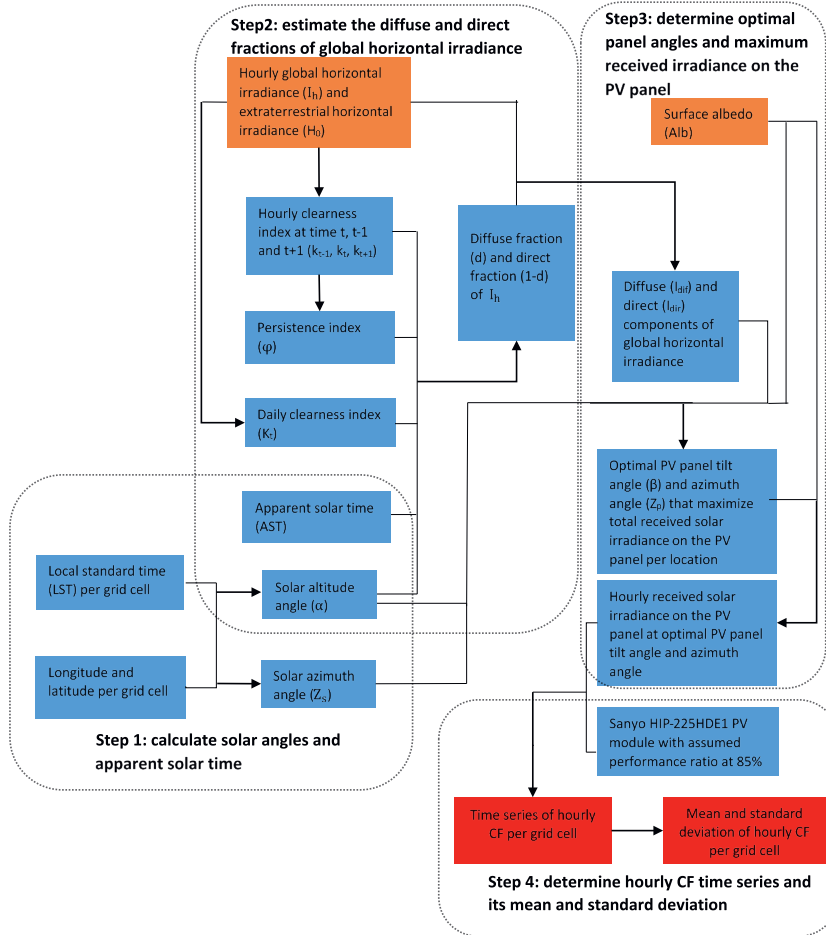 Step2: estimate the diffuse and direct
fractions of global horizontal irradiance
Hourly global horizontal
irradiance (Iₕ) and
extraterrestrial horizontal
irradiance (H₀)
Hourly clearness
index at time t, t-1
and t+1 (kₜ₋₁, kₜ, kₜ₊₁)
Persistence index
(φ)
Daily clearness index
(Kₜ)
Diffuse fraction
(d) and direct
fraction (1-d)
of Iₕ
Step3: determine optimal
panel angles and maximum
received irradiance on the
PV panel
Surface albedo
(Alb)
Diffuse (I_dif) and
direct (I_dir)
components of
global horizontal
irradiance
Optimal PV panel tilt
angle (β) and azimuth
angle (Zₚ) that maximize
total received solar
irradiance on the PV
panel per location
Hourly received solar
irradiance on the PV
panel at optimal PV panel
tilt angle and azimuth
angle
Apparent solar time
(AST)
Local standard time
(LST) per grid cell
Solar altitude
angle (α)
Longitude and
latitude per grid cell
Solar azimuth
angle (Zₛ)
Step 1: calculate solar angles and
apparent solar time
Sanyo HIP-225HDE1 PV
module with assumed
performance ratio at 85%
Time series of hourly
CF per grid cell
Mean and standard
deviation of hourly CF
per grid cell
Step 4: determine hourly CF time series and
its mean and standard deviation